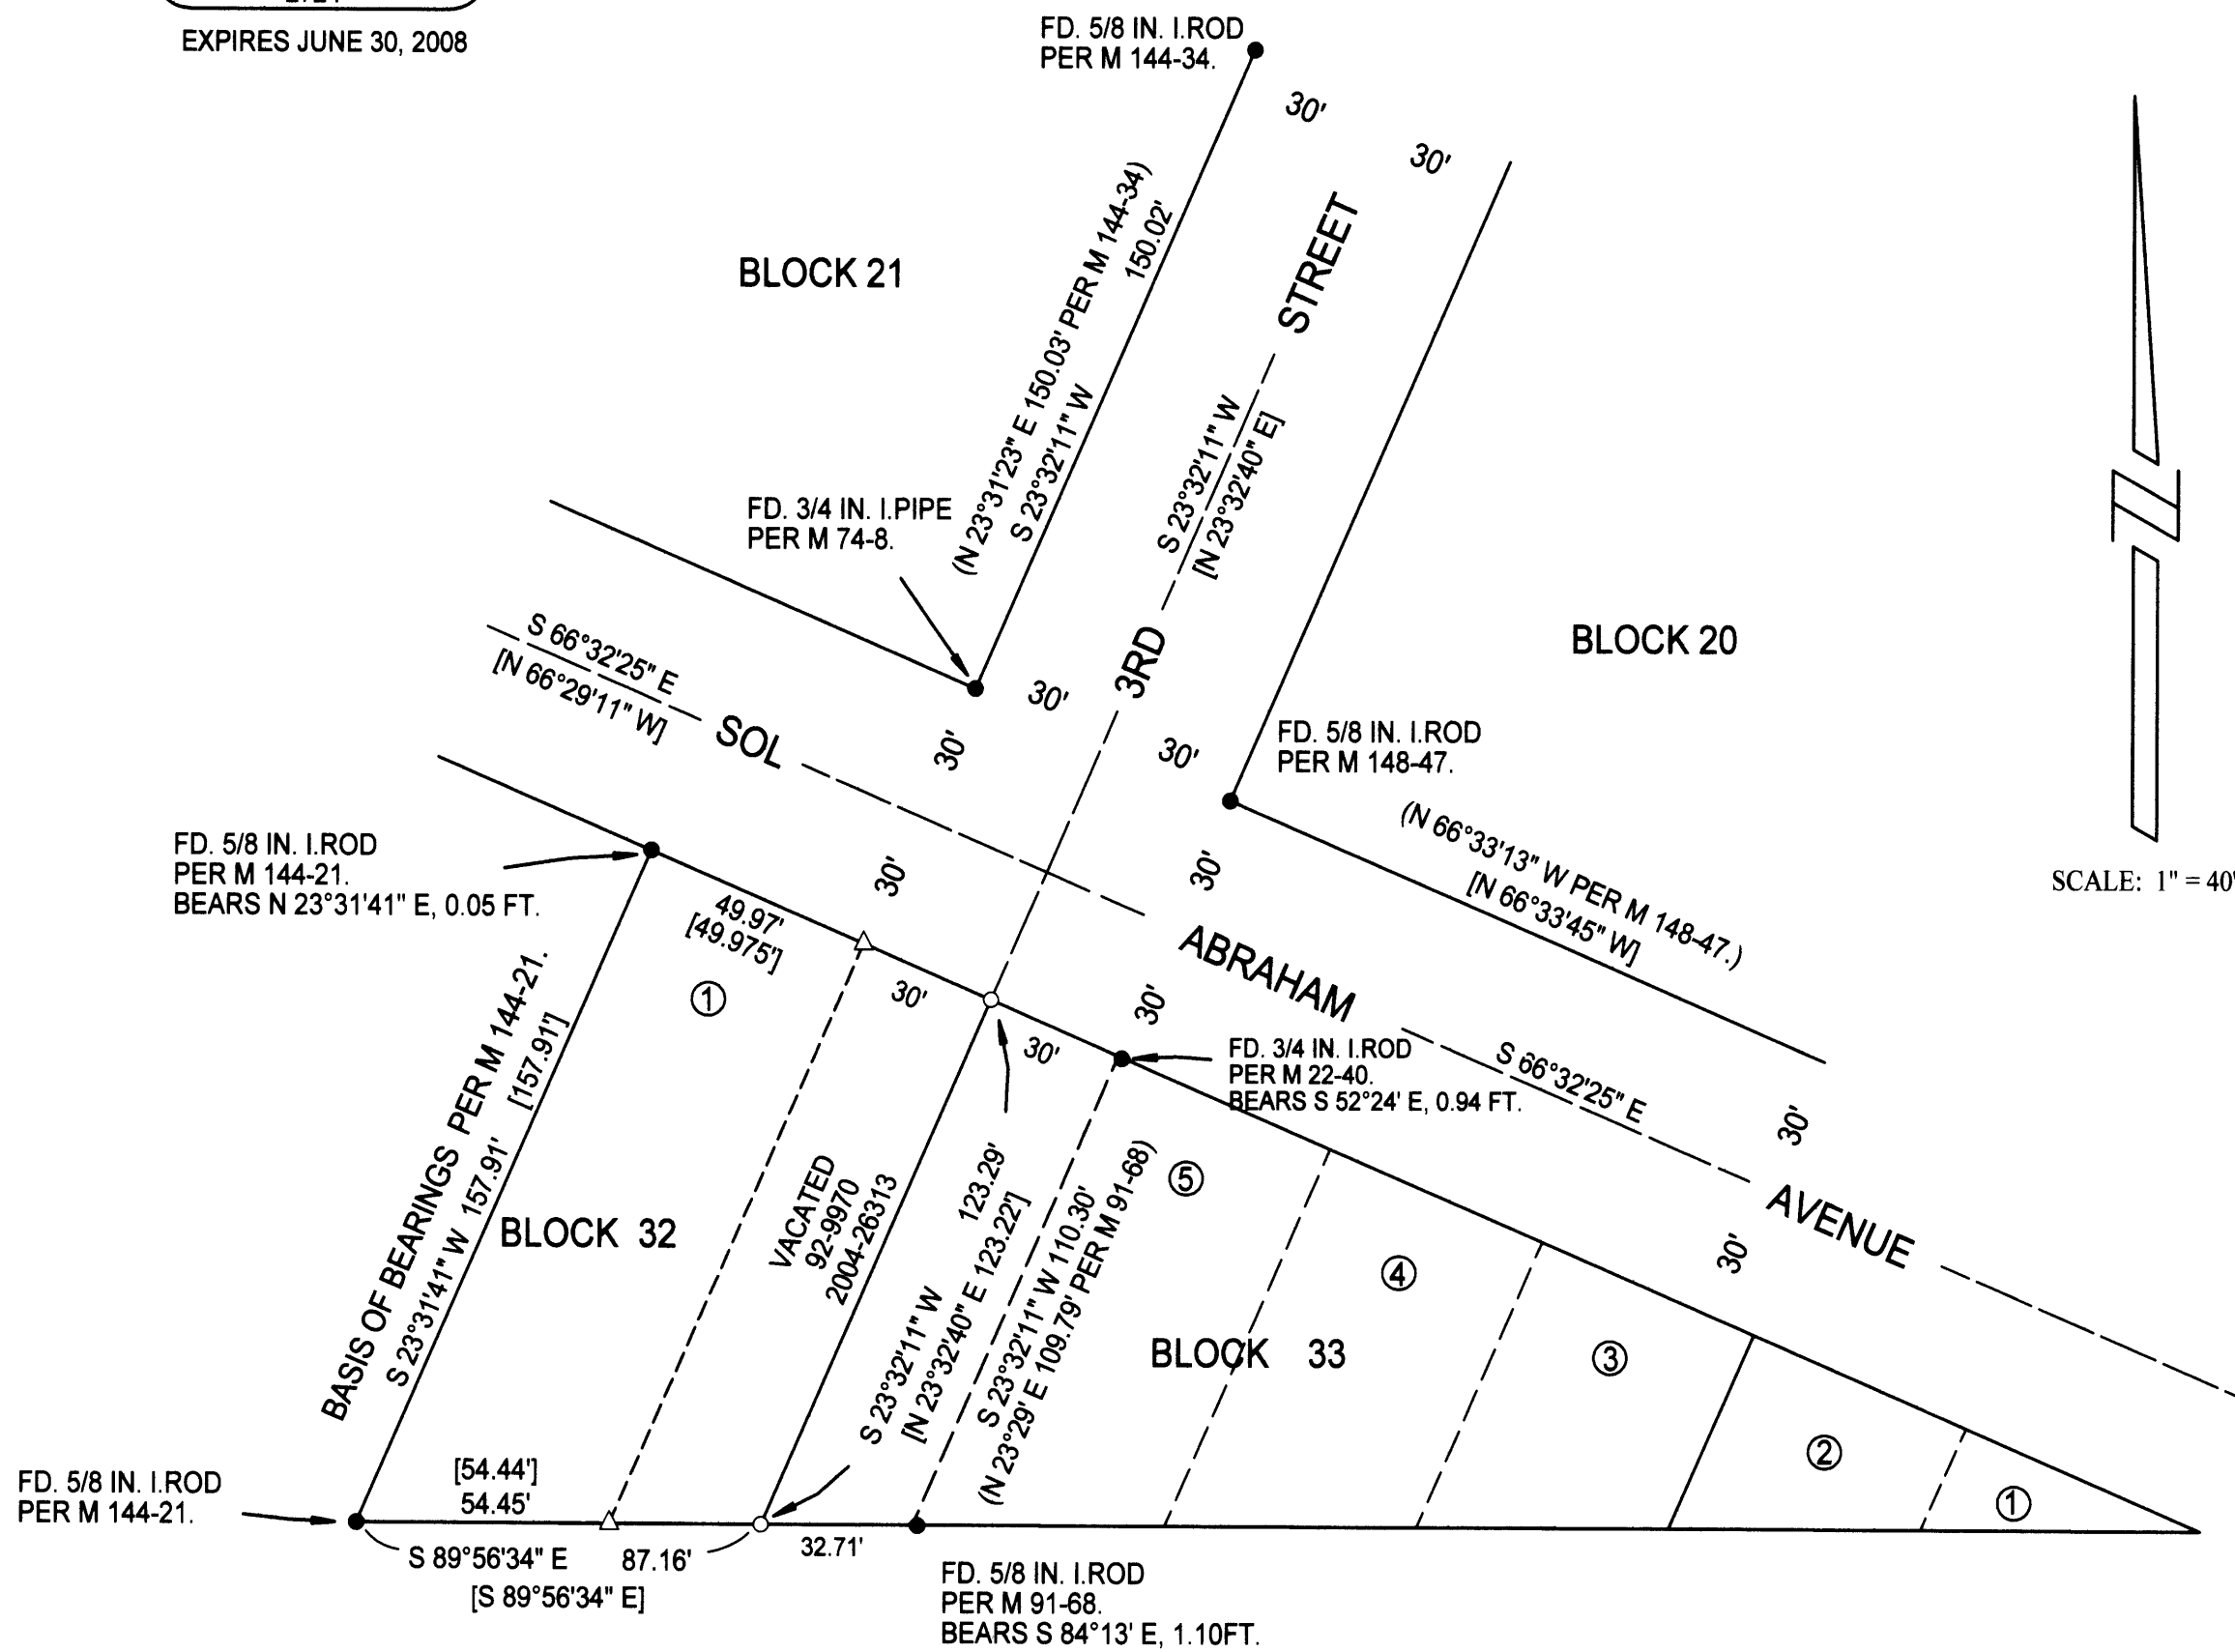 EXPIRES JUNE 30, 2008
FD. 5/8 IN. I.ROD
PER M 144-34.
30'
30'
(N 23°31'23" E 150.03' PER M 144-34)
150.02'
S 23°32'11" W
BLOCK 21
STREET
S 23°32'11" W
[N 23°32'40" E]
3RD
FD. 3/4 IN. I.PIPE
PER M 74-8.
BLOCK 20
S 66°32'25" E
[N 66°29'11" W]
SOL
30'
30'
30'
FD. 5/8 IN. I.ROD
PER M 148-47.
(N 66°33'13" W PER M 148-47.)
[N 66°33'45" W]
N
SCALE: 1" = 40'
FD. 5/8 IN. I.ROD
PER M 144-21.
BEARS N 23°31'41" E, 0.05 FT.
49.97'
[49.975']
30'
30'
ABRAHAM
1
30'
30'
30'
FD. 3/4 IN. I.ROD
PER M 22-40.
BEARS S 52°24' E, 0.94 FT.
S 66°32'25" E
30'
30'
AVENUE
BASIS OF BEARINGS PER M 144-21.
S 23°31'41" W 157.91'
[157.91']
BLOCK 32
VACATED
92-9970
2004-26313
S 23°32'11" W 123.29'
[N 23°32'40" E 123.22']
S 23°32'11" W 110.30'
(N 23°29' E 109.79' PER M 91-68)
5
4
BLOCK 33
3
2
1
FD. 5/8 IN. I.ROD
PER M 144-21.
[54.44']
54.45'
S 89°56'34" E 87.16'
[S 89°56'34" E]
32.71'
FD. 5/8 IN. I.ROD
PER M 91-68.
BEARS S 84°13' E, 1.10FT.